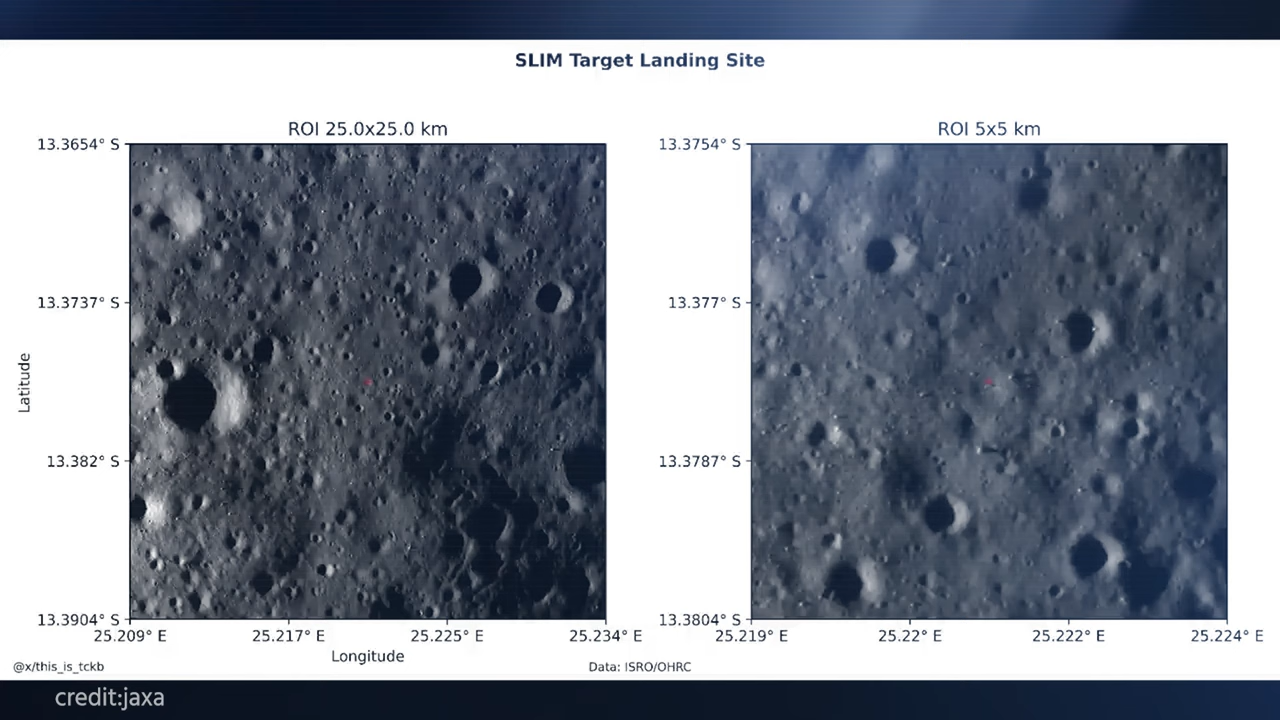 SLIM Target Landing Site
ROI 25.0x25.0 km
13.3654° S
13.3737° S
13.382° S
13.3904° S
Latitude
25.209° E 25.217° E 25.225° E 25.234° E
Longitude
ROI 5x5 km
13.3754° S
13.377° S
13.3787° S
13.3804° S
25.219° E 25.22° E 25.222° E 25.224° E
@x/this_is_tckb
Data: ISRO/OHRC
credit:jaxa